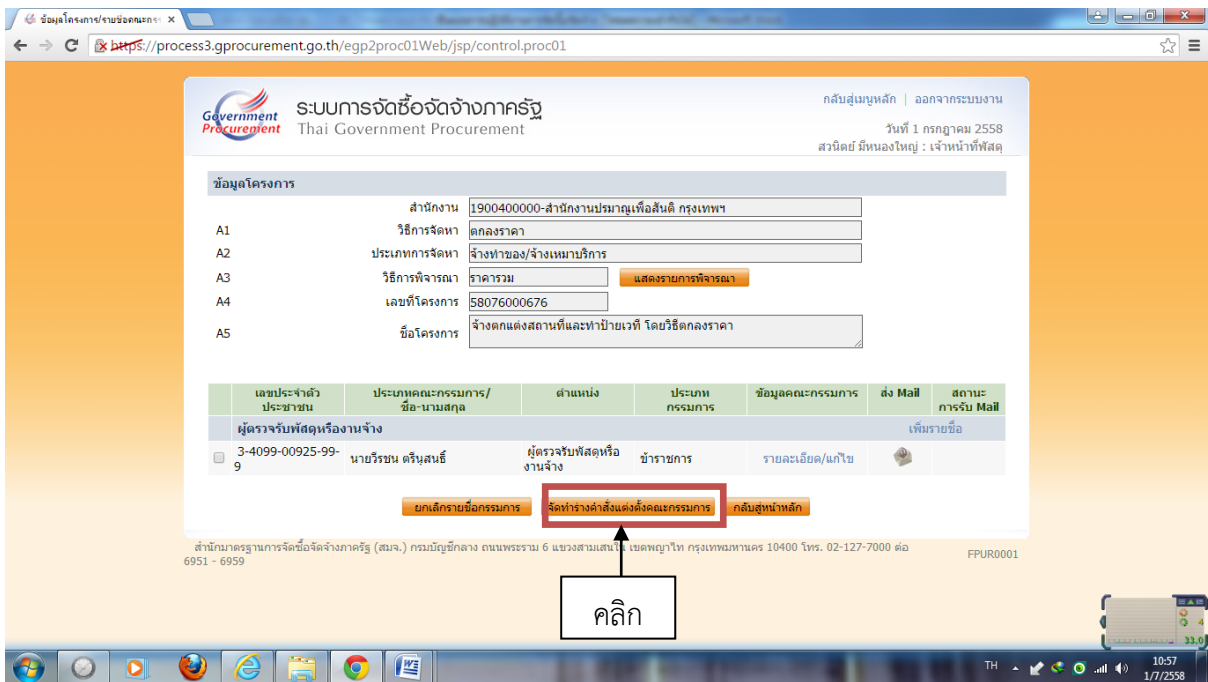 ข้อมูลโครงการ/รายชื่อคณะกร
https://process3.gprocurement.go.th/egp2proc01Web/jsp/control.proc01
Government
Procurement
ระบบการจัดซื้อจัดจ้างภาครัฐ
Thai Government Procurement
กลับสู่เมนูหลัก | ออกจากระบบงาน
วันที่ 1 กรกฎาคม 2558
สวนิตย์ มีหนองใหญ่ : เจ้าหน้าที่พัสดุ
ข้อมูลโครงการ
สำนักงาน 1900400000-สำนักงานปรมาณูเพื่อสันติ กรุงเทพฯ
A1 วิธีการจัดหา ตกลงราคา
A2 ประเภทการจัดหา จ้างทำของ/จ้างเหมาบริการ
A3 วิธีการพิจารณา ราคารวม แสดงรายการพิจารณา
A4 เลขที่โครงการ 58076000676
A5 ชื่อโครงการ จ้างตกแต่งสถานที่และทำป้ายเวที โดยวิธีตกลงราคา
เลขประจำตัวประชาชน ประเภทคณะกรรมการ/ชื่อ-นามสกุล ตำแหน่ง ประเภทกรรมการ ข้อมูลคณะกรรมการ ส่ง Mail สถานะการรับ Mail
ผู้ตรวจรับพัสดุหรืองานจ้าง เพิ่มรายชื่อ
3-4099-00925-99-9 นายวีรชน ตรีนุสนธิ์ ผู้ตรวจรับพัสดุหรืองานจ้าง ข้าราชการ รายละเอียด/แก้ไข
ยกเลิกรายชื่อกรรมการ จัดทำร่างคำสั่งแต่งตั้งคณะกรรมการ กลับสู่หน้าหลัก
สำนักมาตรฐานการจัดซื้อจัดจ้างภาครัฐ (สมจ.) กรมบัญชีกลาง ถนนพระราม 6 แขวงสามเสนใน เขตพญาไท กรุงเทพมหานคร 10400 โทร. 02-127-7000 ต่อ
6951 - 6959
FPUR0001
คลิก
33.0
TH
10:57
1/7/2558